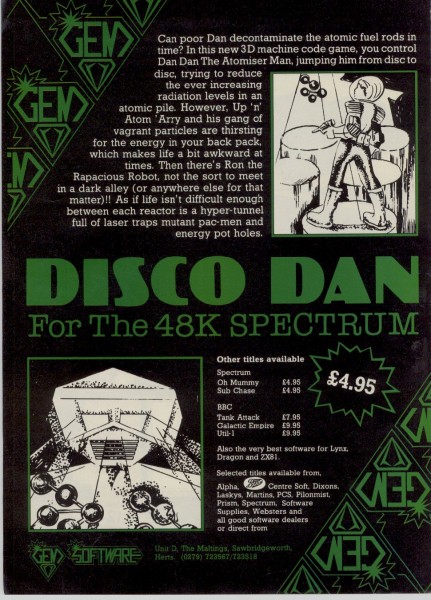 GEM
GEM
GEM
GEM
Can poor Dan decontaminate the atomic fuel rods in
time? In this new 3D machine code game, you control
Dan Dan The Atomiser Man, jumping him from disc to
disc, trying to reduce
the ever increasing
radiation levels in an
atomic pile. However, Up 'n'
Atom 'Arry and his gang of
vagrant particles are thirsting
for the energy in your back pack,
which makes life a bit awkward at
times. Then there's Ron the
Rapacious Robot, not the sort to meet
in a dark alley (or anywhere else for that
matter)!! As if life isn't difficult enough
between each reactor is a hyper-tunnel
full of laser traps mutant pac-men and
energy pot holes.
DISCO DAN
For The 48K SPECTRUM
Other titles available
Spectrum
Oh Mummy £4.95
Sub Chase £4.95
BBC
Tank Attack £7.95
Galactic Empire £9.95
Util-1 £9.95
£4.95
Also the very best software for Lynx,
Dragon and ZX81.
Selected titles available from,
Alpha, Boots Centre Soft, Dixons,
Laskys, Martins, PCS, Pilonmist,
Prism, Spectrum, Software
Supplies, Websters and
all good software dealers
or direct from
GEM SOFTWARE
Unit D, The Maltings, Sawbridgeworth,
Herts. (0279) 723567/723518
GEM
GEM
GEM